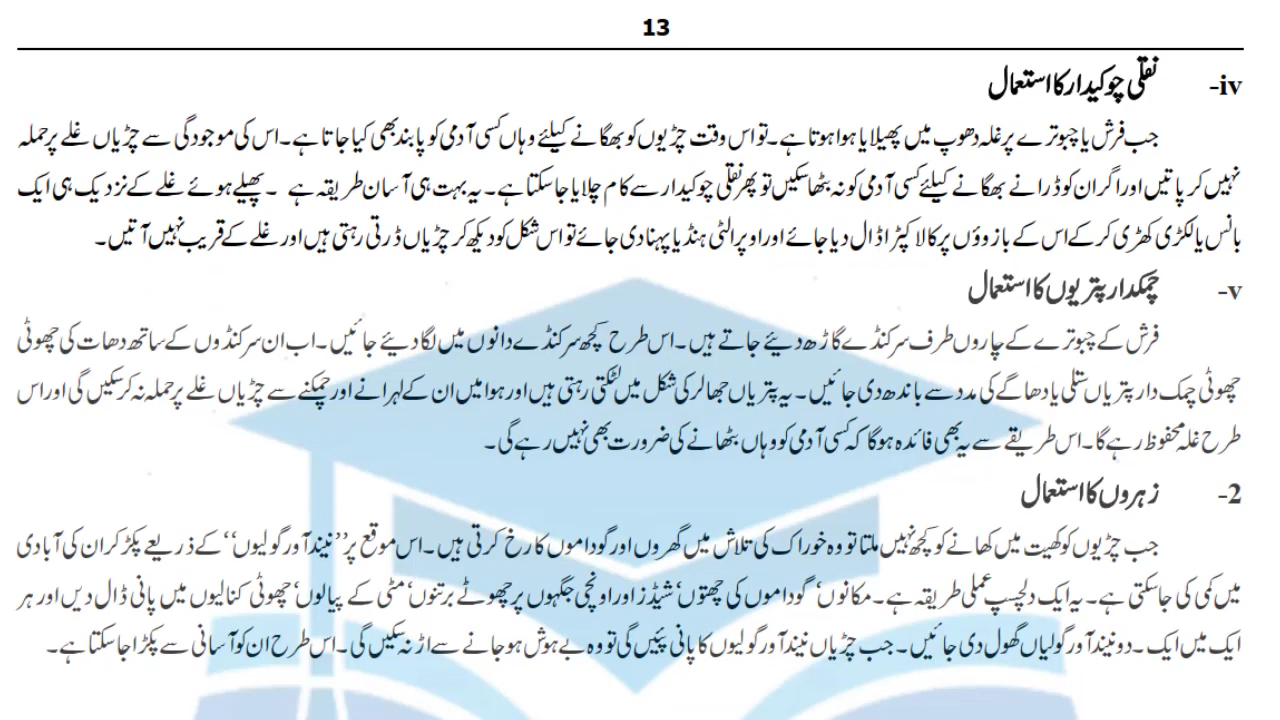 13
iv- نقلی چوکیدار کا استعمال
جب فرش یا چبوترے پر غلہ دھوپ میں پھیلایا ہوا ہوتا ہے۔ تو اس وقت چڑیوں کو بھگانے کیلئے وہاں کسی آدمی کو پابند بھی کیا جاتا ہے۔ اس کی موجودگی سے چڑیاں غلے پر حملہ
نہیں کر پاتیں اور اگر ان کو ڈرانے بھگانے کیلئے کسی آدمی کو نہ بٹھا سکیں تو پھر نقلی چوکیدار سے کام چلایا جا سکتا ہے۔ یہ بہت ہی آسان طریقہ ہے ۔ پھیلے ہوئے غلے کے نزدیک ہی ایک
بانس یا لکڑی کھڑی کر کے اس کے بازوؤں پر کالا کپڑا ڈال دیا جائے اور اوپر الٹی ہنڈیا پہنا دی جائے تو اس شکل کو دیکھ کر چڑیاں ڈرتی رہتی ہیں اور غلے کے قریب نہیں آتیں۔
v- چمکدار پتریوں کا استعمال
فرش کے چبوترے کے چاروں طرف سرکنڈے گاڑھ دیئے جاتے ہیں۔ اس طرح کچھ سرکنڈے دانوں میں لگا دیئے جائیں۔ اب ان سرکنڈوں کے ساتھ دھات کی چھوٹی
چھوٹی چمک دار پتریاں ستلی یا دھاگے کی مدد سے باندھ دی جائیں۔ یہ پتریاں جھالر کی شکل میں لٹکتی رہتی ہیں اور ہوا میں ان کے لہرانے اور چمکنے سے چڑیاں غلے پر حملہ نہ کر سکیں گی اور اس
طرح غلہ محفوظ رہے گا۔ اس طریقے سے یہ بھی فائدہ ہوگا کہ کسی آدمی کو وہاں بٹھانے کی ضرورت بھی نہیں رہے گی۔
2- زہروں کا استعمال
جب چڑیوں کو کھیت میں کھانے کو کچھ نہیں ملتا تو وہ خوراک کی تلاش میں گھروں اور گوداموں کا رخ کرتی ہیں۔ اس موقع پر ’’نیند آور گولیوں‘‘ کے ذریعے پکڑ کر ان کی آبادی
میں کمی کی جا سکتی ہے۔ یہ ایک دلچسپ عملی طریقہ ہے۔ مکانوں‘ گوداموں کی چھتوں‘ شیڈز اور اونچی جگہوں پر چھوٹے برتنوں‘ مٹی کے پیالوں‘ چھوٹی کنالیوں میں پانی ڈال دیں اور ہر
ایک میں ایک ۔ دو نیند آور گولیاں گھول دی جائیں۔ جب چڑیاں نیند آور گولیوں کا پانی پئیں گی تو وہ بے ہوش ہو جانے سے اڑ نہ سکیں گی۔ اس طرح ان کو آسانی سے پکڑا جا سکتا ہے۔